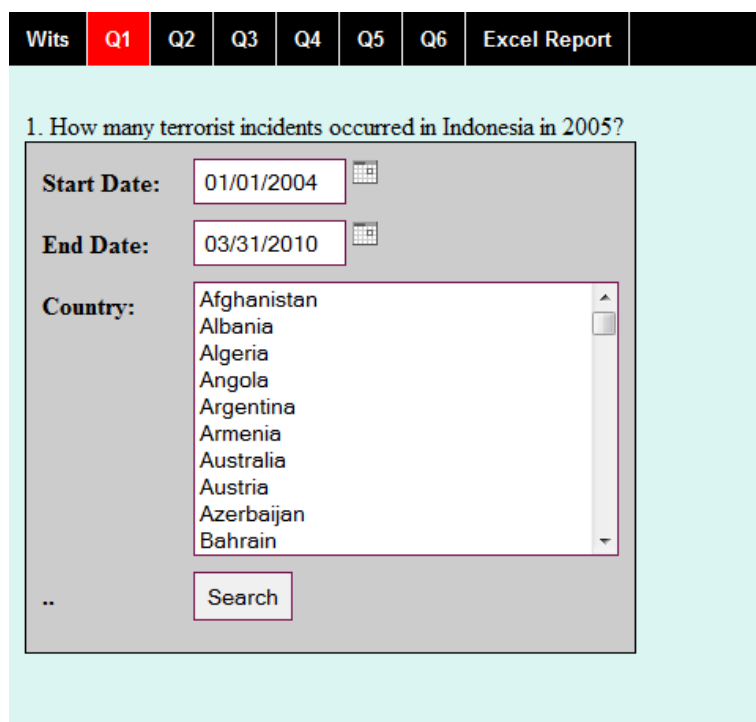 Wits Q1 Q2 Q3 Q4 Q5 Q6 Excel Report
1. How many terrorist incidents occurred in Indonesia in 2005?
Start Date: 01/01/2004
End Date: 03/31/2010
Country: Afghanistan
Albania
Algeria
Angola
Argentina
Armenia
Australia
Austria
Azerbaijan
Bahrain
.. Search